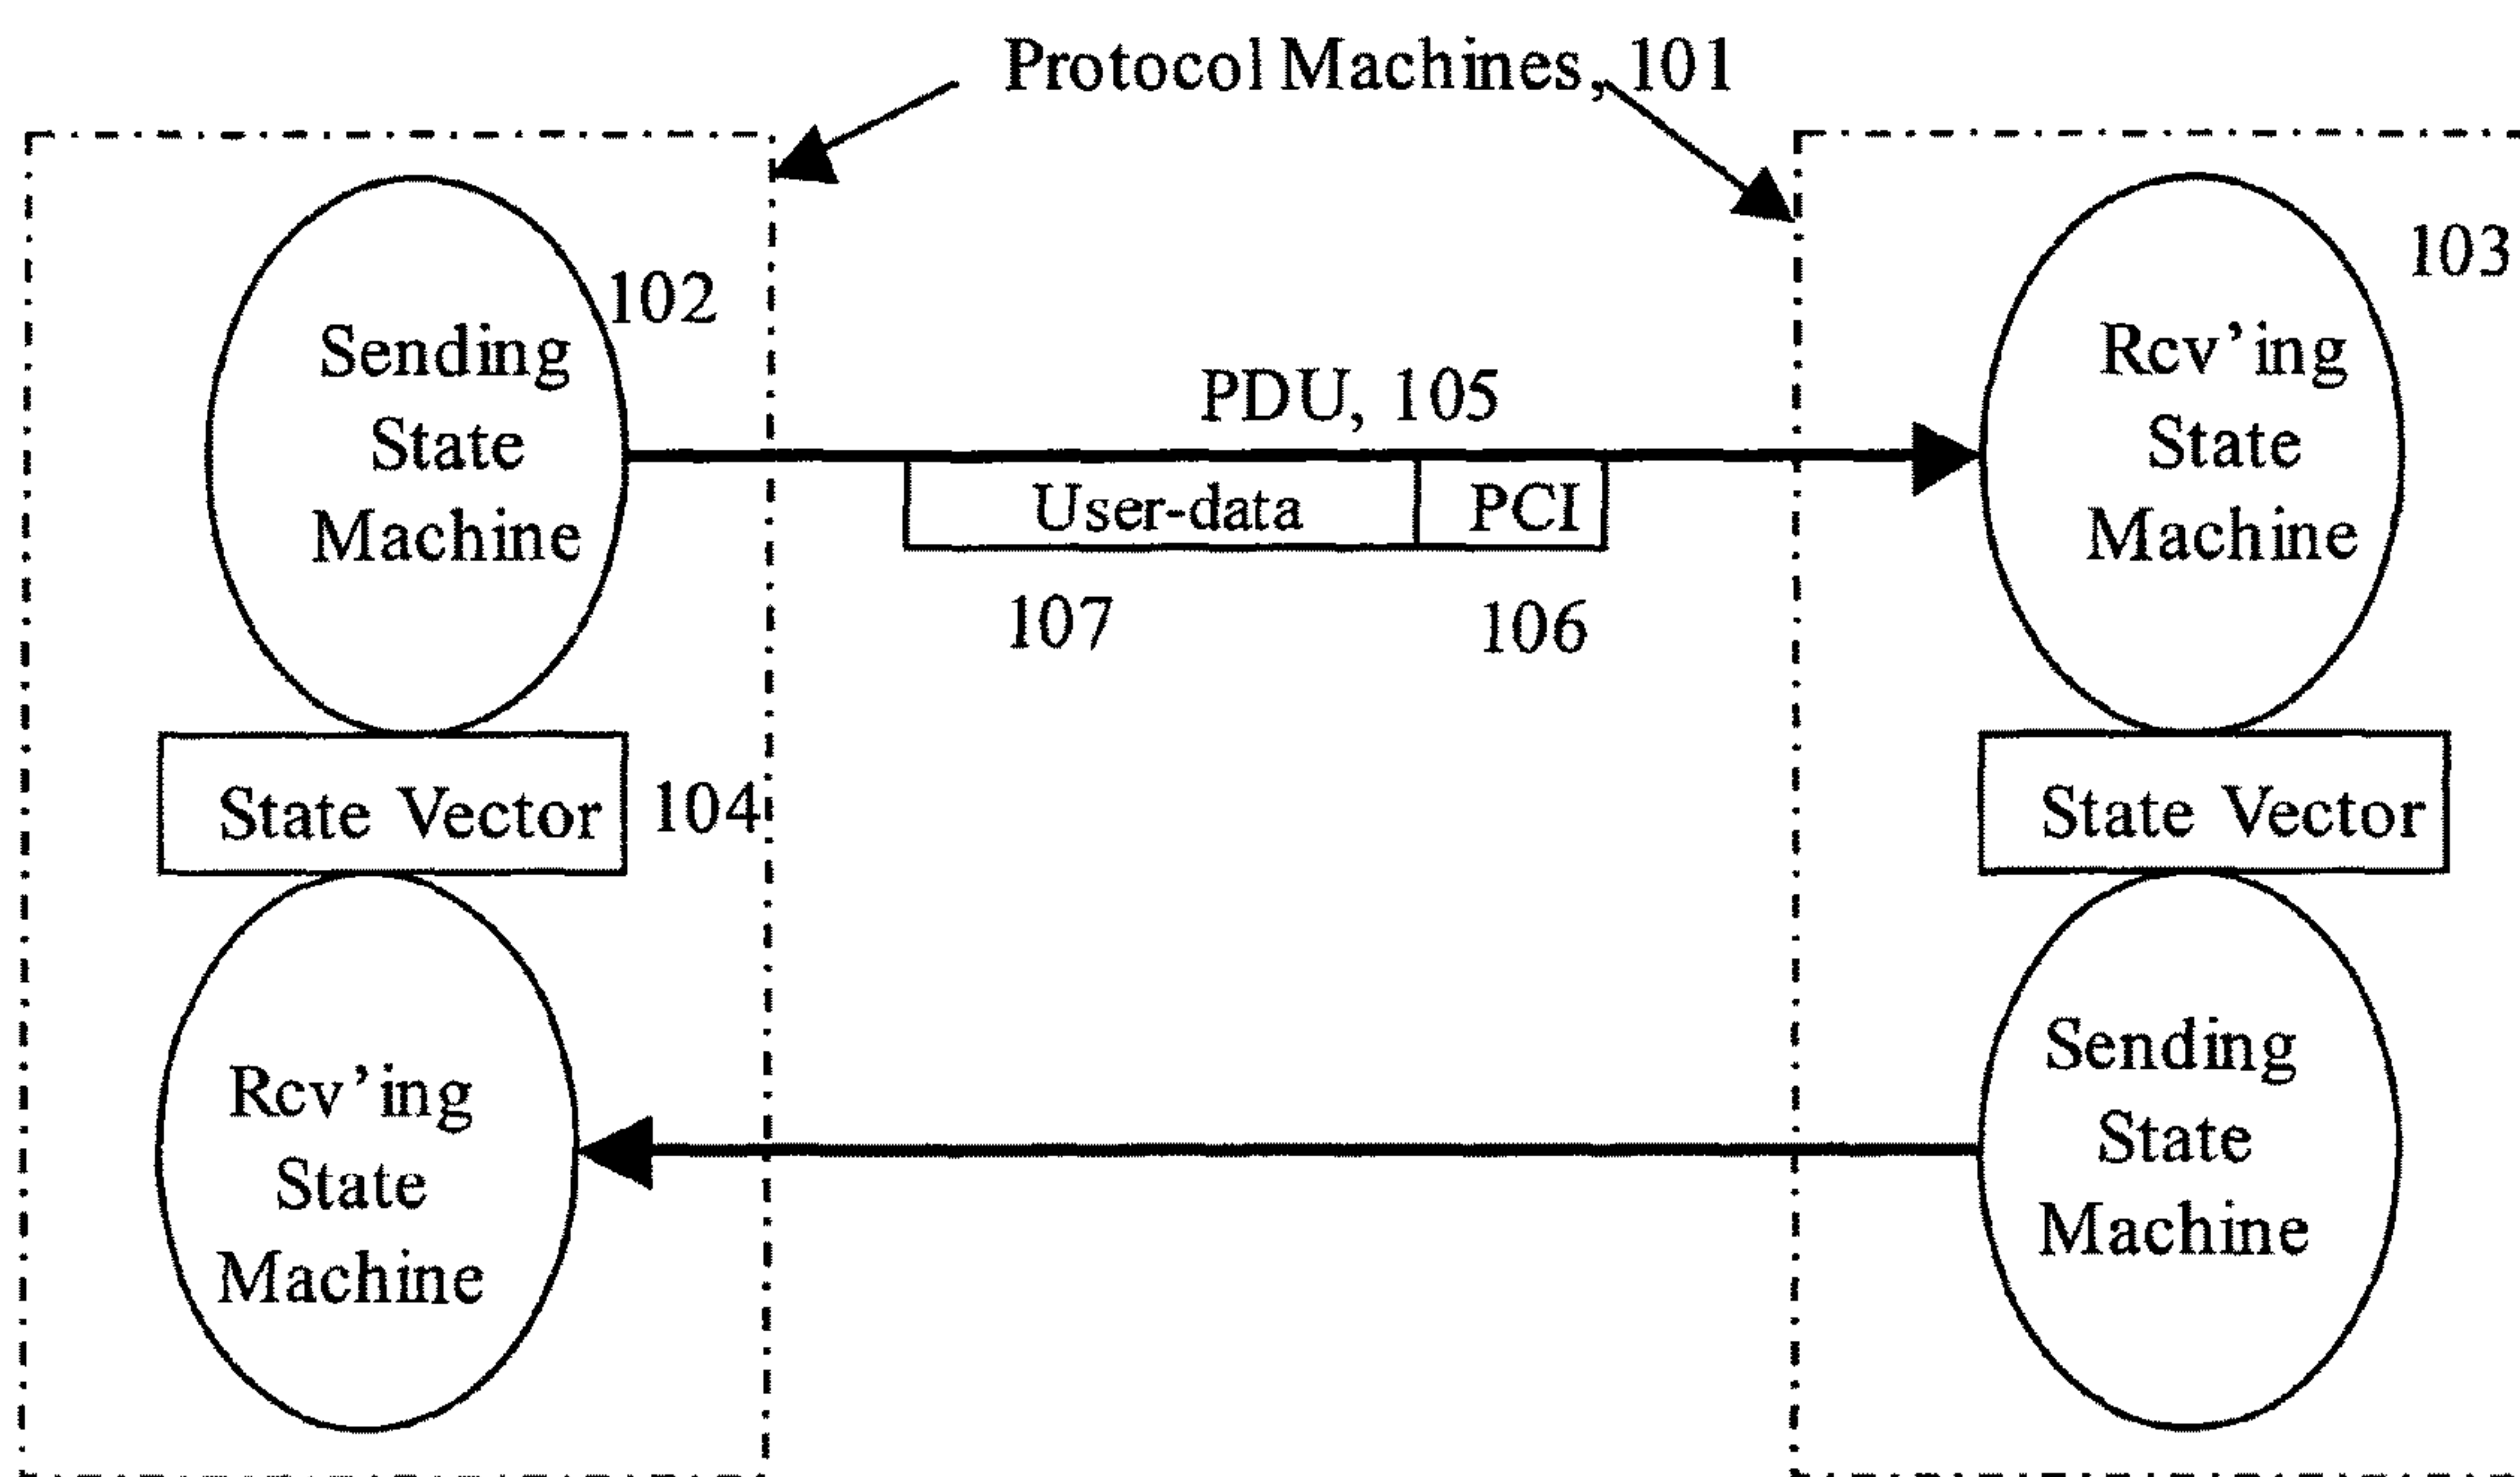 Protocol Machines, 101
102
Sending
State
Machine
103
Rcv'ing
State
Machine
PDU, 105
User-data
PCI
107
106
State Vector
104
State Vector
Rcv'ing
State
Machine
Sending
State
Machine